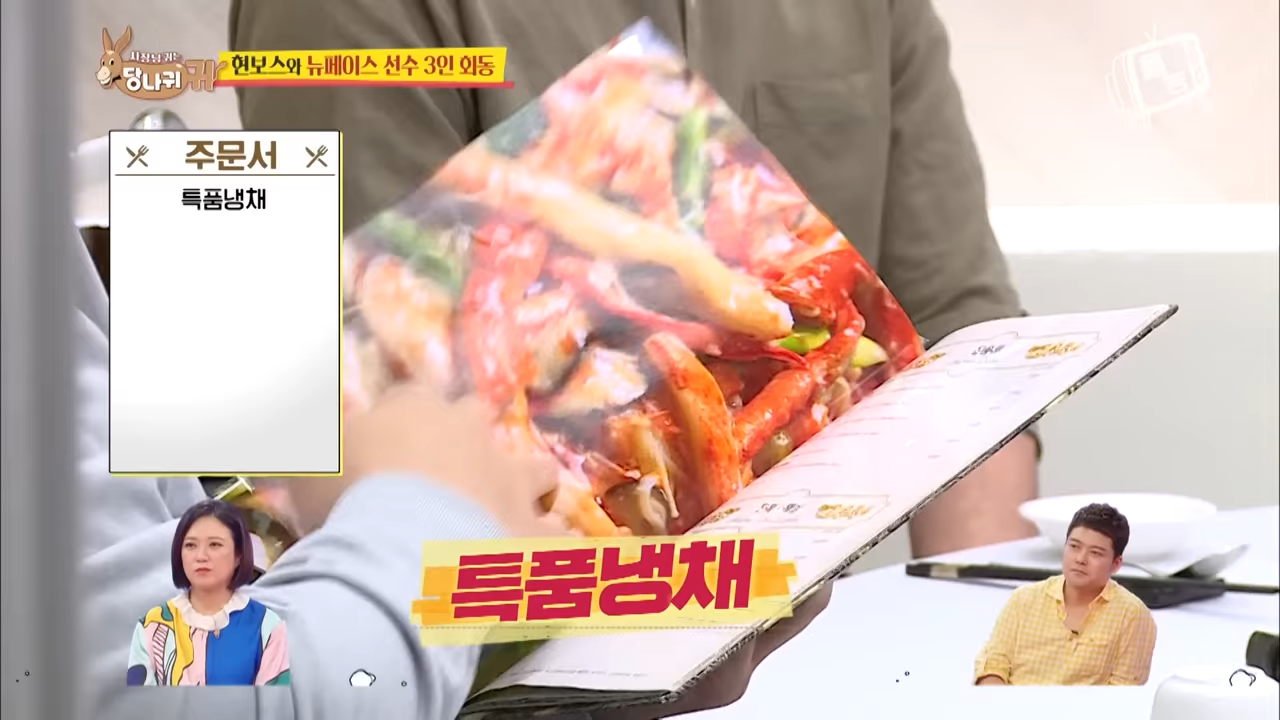 사장님 귀는
당나귀 귀
현보스와 뉴페이스 선수 3인 회동
주문서
특품냉채
특품냉채